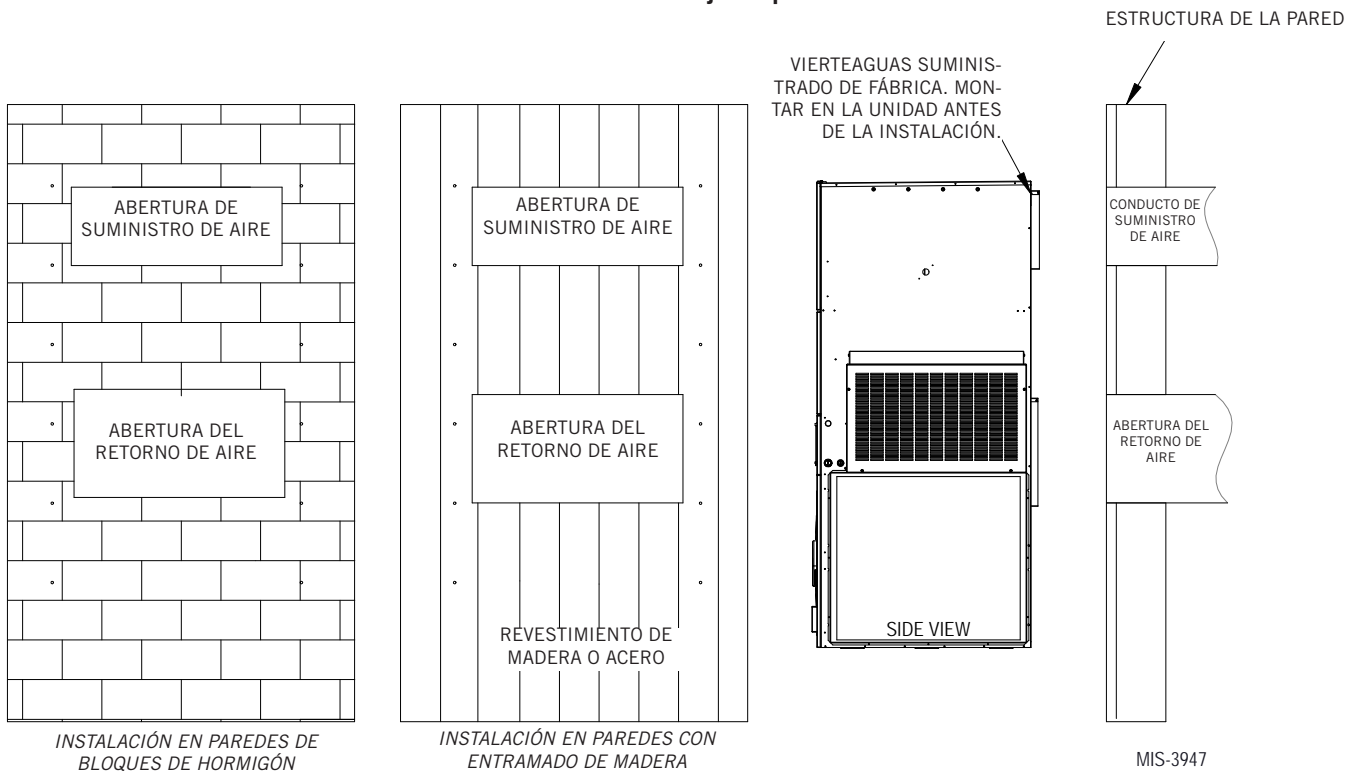 ESTRUCTURA DE LA PARED
VIERTEAGUAS SUMINIS-
TRADO DE FÁBRICA. MON-
TAR EN LA UNIDAD ANTES
DE LA INSTALACIÓN.
ABERTURA DE
SUMINISTRO DE AIRE
ABERTURA DEL
RETORNO DE AIRE
INSTALACIÓN EN PAREDES DE
BLOQUES DE HORMIGÓN
ABERTURA DE
SUMINISTRO DE AIRE
ABERTURA DEL
RETORNO DE AIRE
REVESTIMIENTO DE
MADERA O ACERO
INSTALACIÓN EN PAREDES CON
ENTRAMADO DE MADERA
SIDE VIEW
CONDUCTO DE
SUMINISTRO
DE AIRE
ABERTURA DEL
RETORNO DE
AIRE
MIS-3947